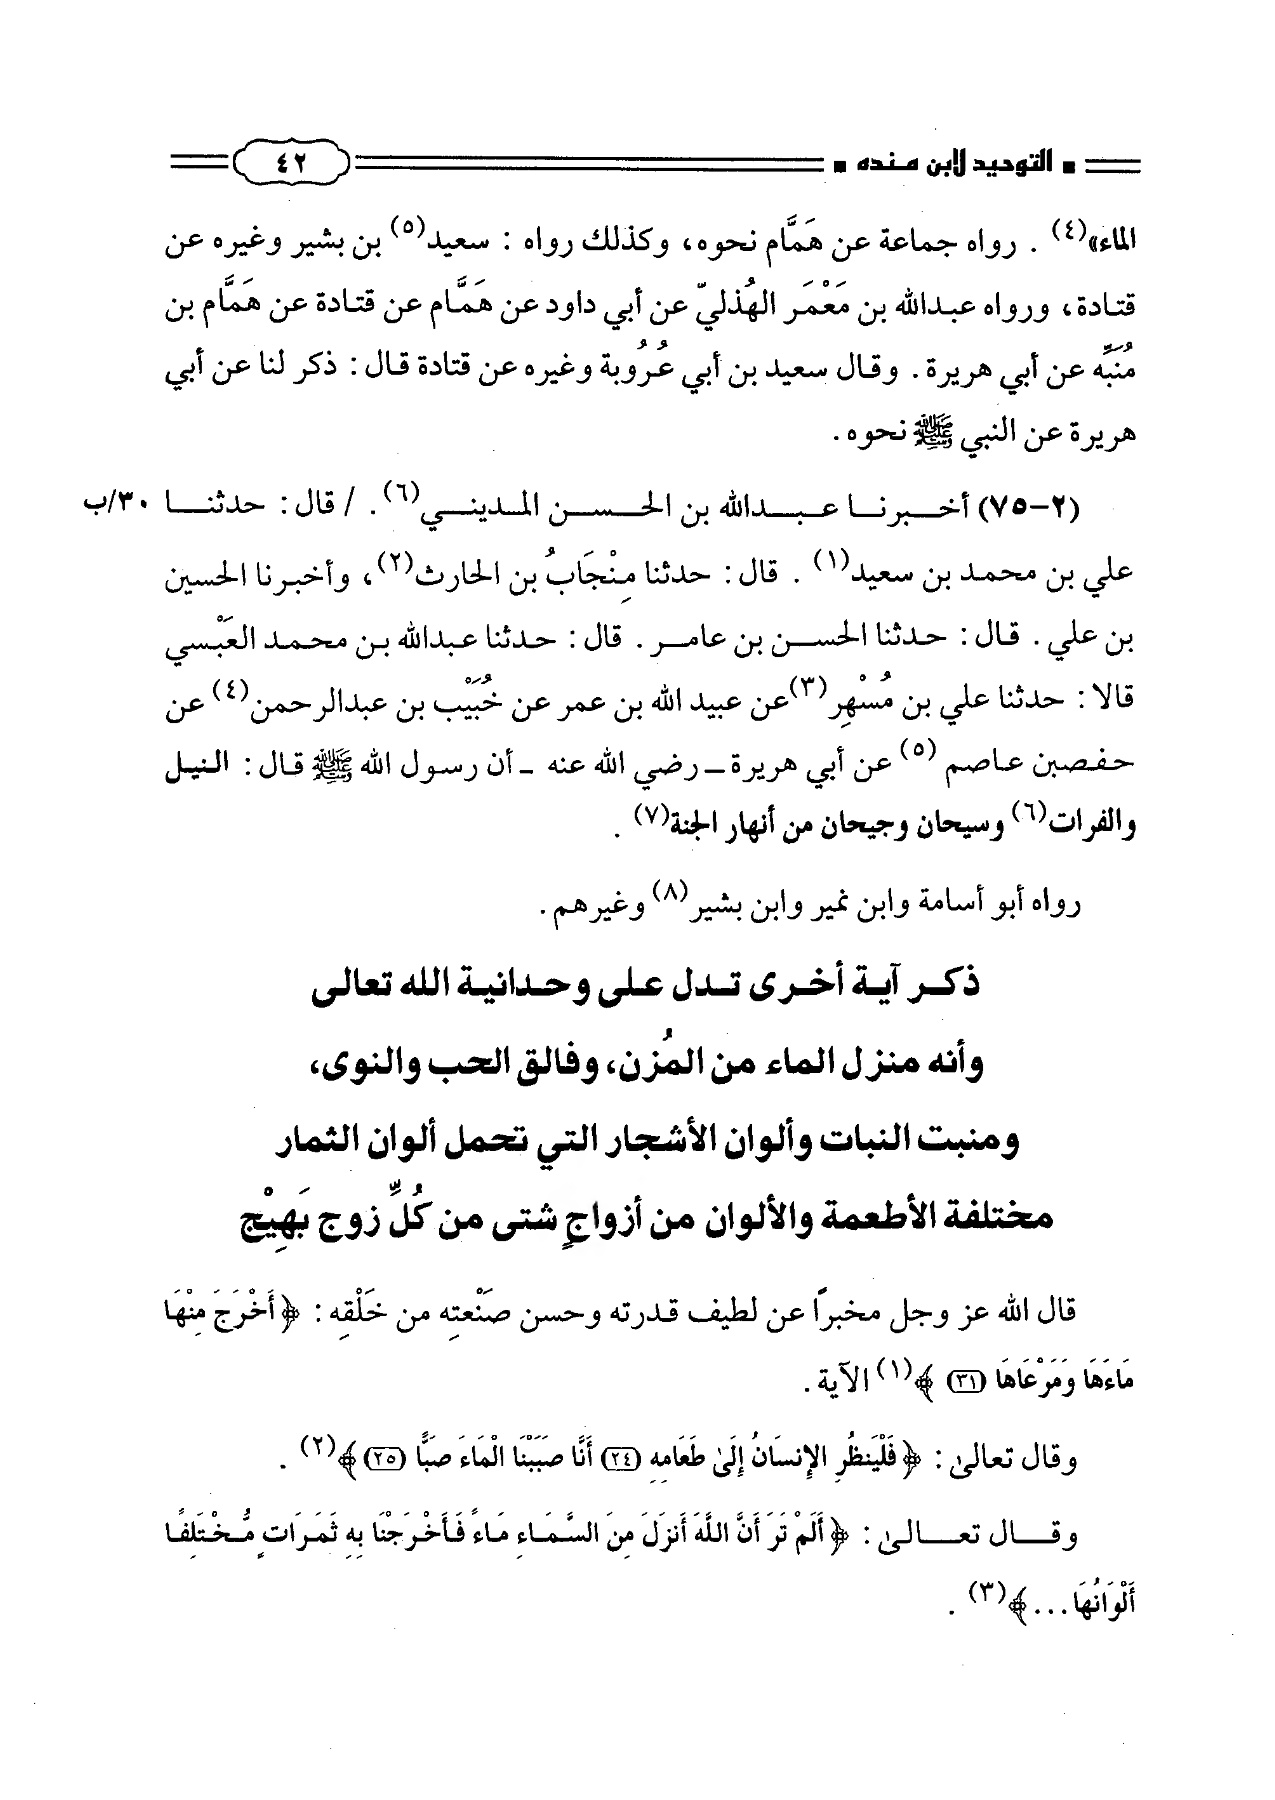 ■ التوحيد لابن منده ■ ٤٢
الماء»(٤) . رواه جماعة عن هَمَّام نحوه، وكذلك رواه : سعيد(٥) بن بشير وغيره عن
قتادة، ورواه عبدالله بن مَعْمَر الهُذليّ عن أبي داود عن هَمَّام عن قتادة عن همَّام بن
مُنَبِّه عن أبي هريرة . وقال سعيد بن أبي عُرُوبة وغيره عن قتادة قال : ذكر لنا عن أبي
هريرة عن النبي ﷺ نحوه .
(٢-٧٥) أخبرنا عبدالله بن الحسن المديني(٦) . / قال : حدثنا ٣٠/ب
علي بن محمد بن سعيد(١) . قال : حدثنا مِنْجَابُ بن الحارث(٢)، وأخبرنا الحسين
بن علي . قال : حدثنا الحسن بن عامر . قال : حدثنا عبدالله بن محمد العَبْسي
قالا : حدثنا علي بن مُسْهِر(٣)عن عبيد الله بن عمر عن خُبَيْب بن عبدالرحمن(٤) عن
حفصبن عاصم (٥) عن أبي هريرة ـ رضي الله عنه ـ أن رسول الله ﷺ قال : النيل
والفرات(٦) وسيحان وجيحان من أنهار الجنة(٧) .
رواه أبو أسامة وابن نمير وابن بشير(٨) وغيرهم .
ذكر آية أخرى تدل على وحدانية الله تعالى
وأنه منزل الماء من المُزن، وفالق الحب والنوى،
ومنبت النبات وألوان الأشجار التي تحمل ألوان الثمار
مختلفة الأطعمة والألوان من أزواجٍ شتى من كُلِّ زوج بَهِيْج
قال الله عز وجل مخبراً عن لطيف قدرته وحسن صَنْعتِه من خَلْقِه : ﴿ أَخْرَجَ مِنْهَا
مَاءَهَا وَمَرْعَاهَا (٣١) ﴾(١) الآية .
وقال تعالىٰ : ﴿ فَلْيَنظُرِ الإِنسَانُ إِلَىٰ طَعَامِهِ (٢٤) أَنَّا صَبَبْنَا الْمَاءَ صَبًّا (٢٥) ﴾(٢) .
وقال تعالىٰ : ﴿ أَلَمْ تَرَ أَنَّ اللَّهَ أَنزَلَ مِنَ السَّمَاءِ مَاءً فَأَخْرَجْنَا بِهِ ثَمَرَاتٍ مُّخْتَلِفًا
أَلْوَانُهَا . . . ﴾(٣) .